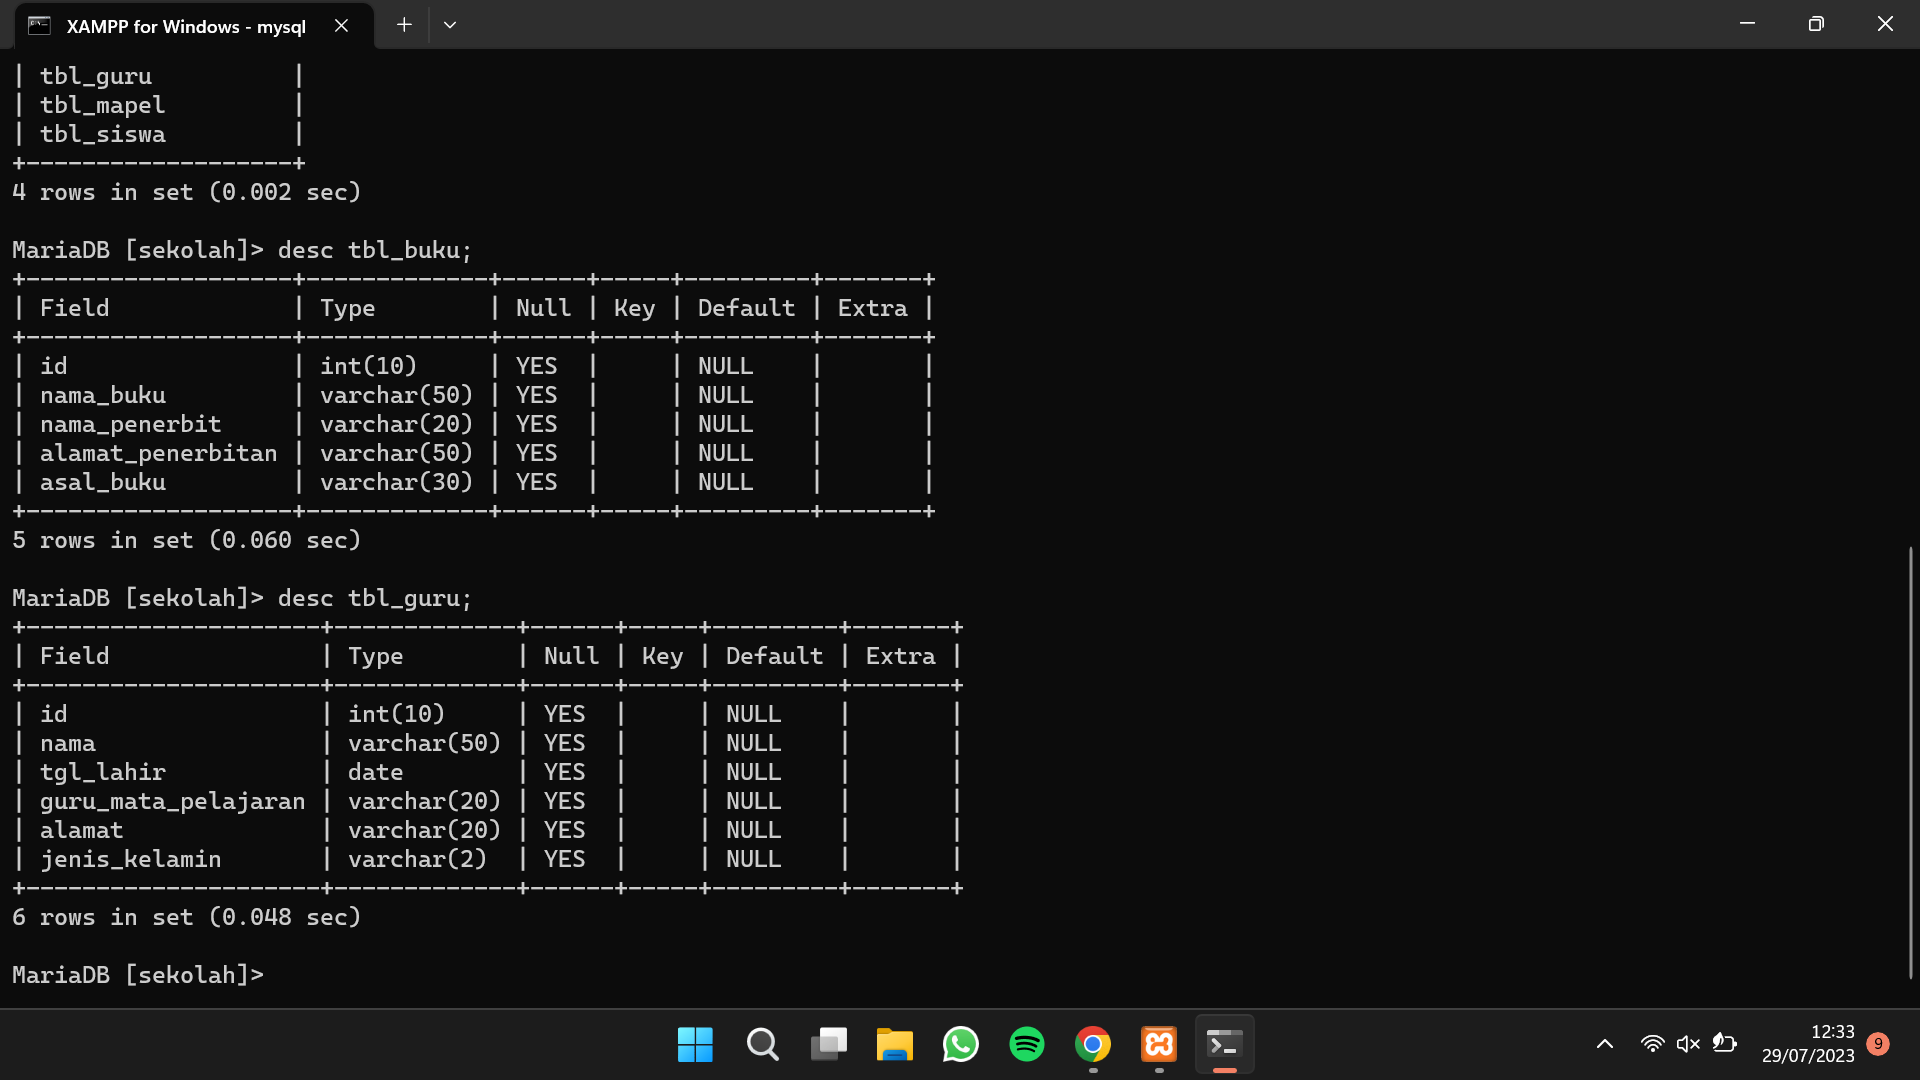 XAMPP for Windows - mysql
| tbl_guru          |
| tbl_mapel         |
| tbl_siswa         |
+-------------------+
4 rows in set (0.002 sec)
MariaDB [sekolah]> desc tbl_buku;
+-------------------+-------------+------+-----+---------+-------+
| Field             | Type        | Null | Key | Default | Extra |
+-------------------+-------------+------+-----+---------+-------+
| id                | int(10)     | YES  |     | NULL    |       |
| nama_buku         | varchar(50) | YES  |     | NULL    |       |
| nama_penerbit     | varchar(20) | YES  |     | NULL    |       |
| alamat_penerbitan | varchar(50) | YES  |     | NULL    |       |
| asal_buku         | varchar(30) | YES  |     | NULL    |       |
+-------------------+-------------+------+-----+---------+-------+
5 rows in set (0.060 sec)
MariaDB [sekolah]> desc tbl_guru;
+---------------------+-------------+------+-----+---------+-------+
| Field               | Type        | Null | Key | Default | Extra |
+---------------------+-------------+------+-----+---------+-------+
| id                  | int(10)     | YES  |     | NULL    |       |
| nama                | varchar(50) | YES  |     | NULL    |       |
| tgl_lahir           | date        | YES  |     | NULL    |       |
| guru_mata_pelajaran | varchar(20) | YES  |     | NULL    |       |
| alamat              | varchar(20) | YES  |     | NULL    |       |
| jenis_kelamin       | varchar(2)  | YES  |     | NULL    |       |
+---------------------+-------------+------+-----+---------+-------+
6 rows in set (0.048 sec)
MariaDB [sekolah]>
12:33
29/07/2023
9